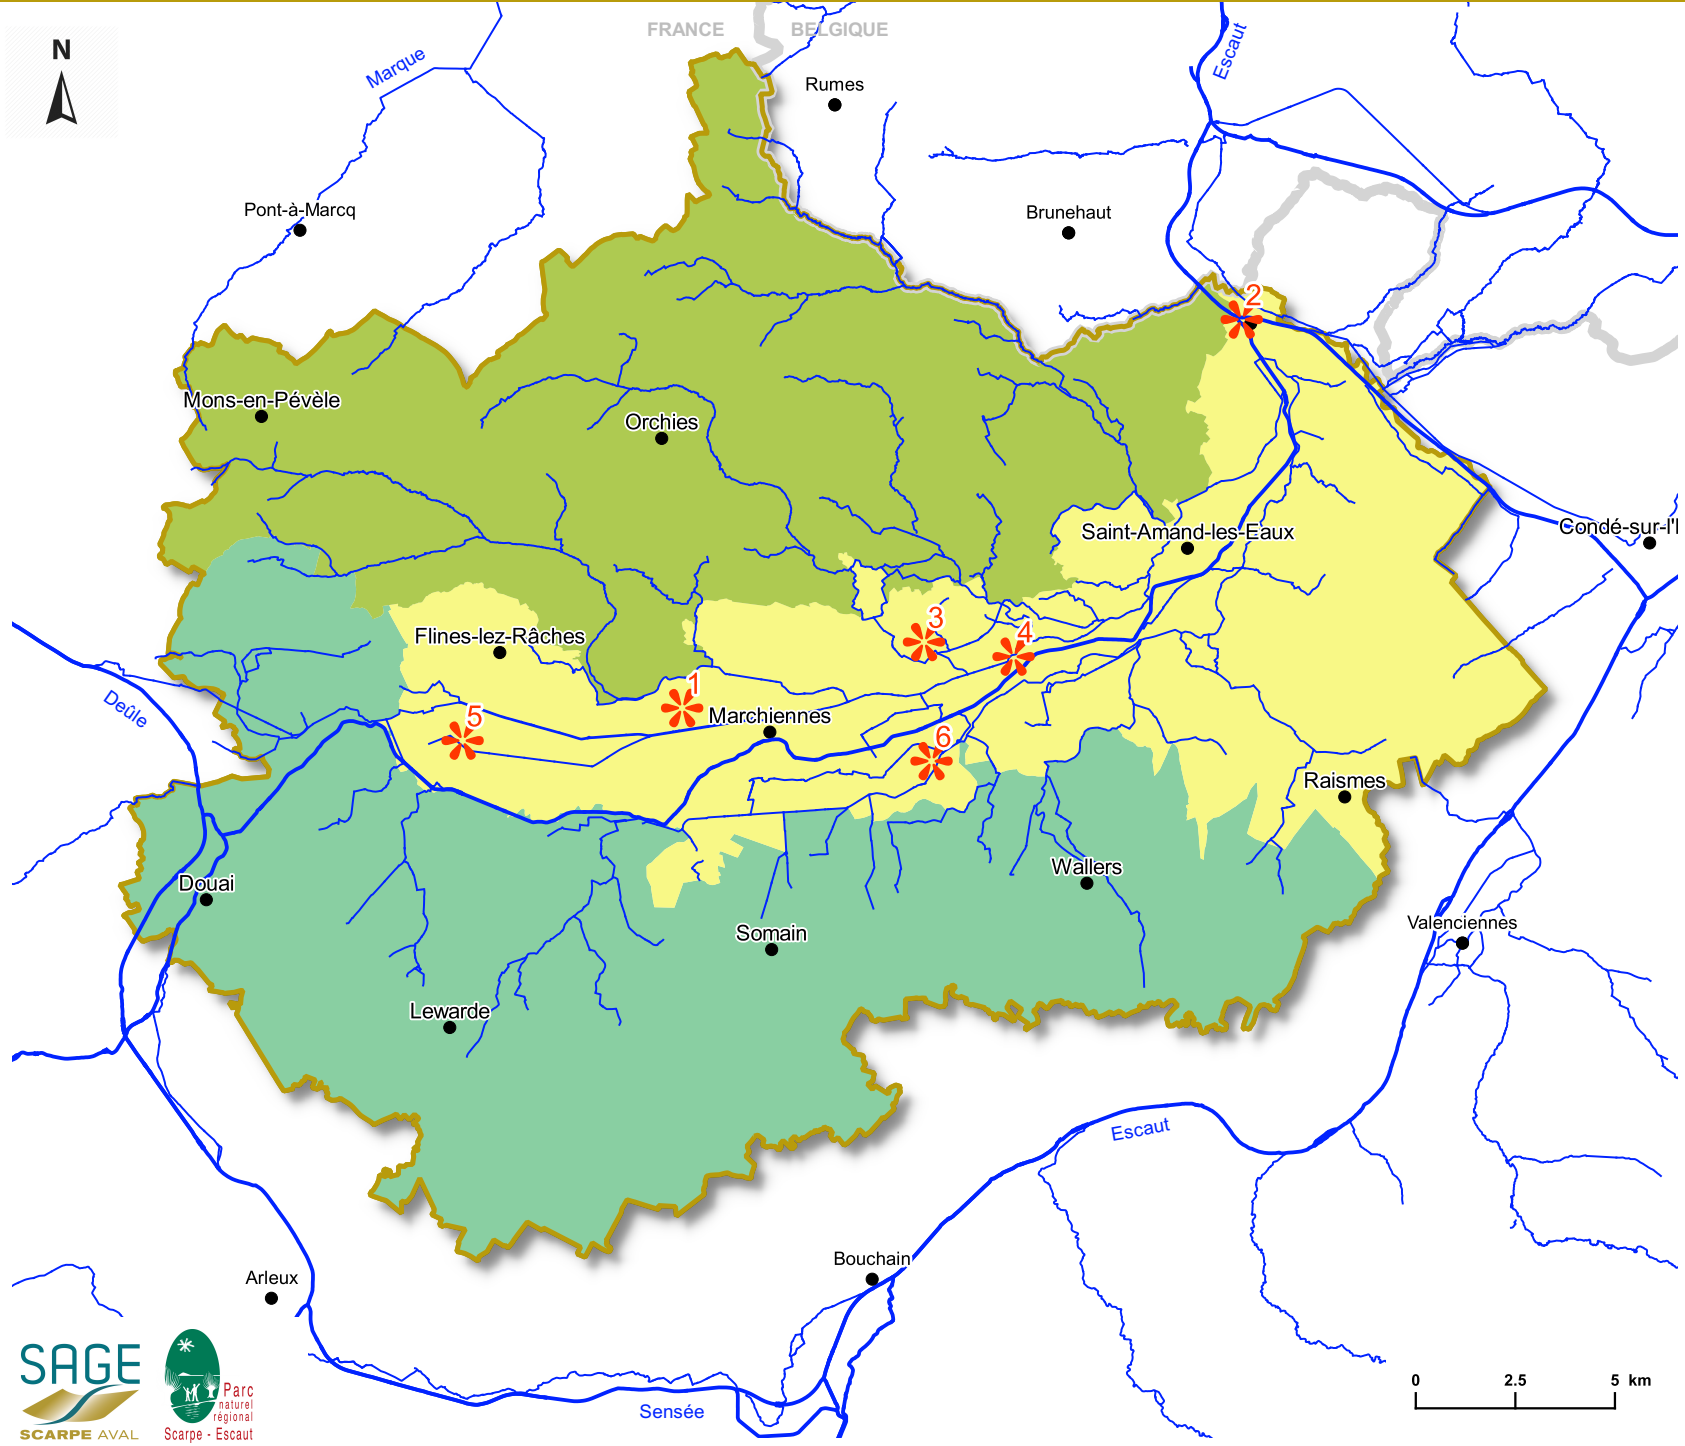 FRANCE
BELGIQUE
N
Marque
Escaut
Rumes
Pont-à-Marcq
Brunehaut
2
Mons-en-Pévèle
Orchies
Saint-Amand-les-Eaux
Condé-sur-l'
Flines-lez-Râches
3
4
Deûle
1
5
Marchiennes
6
Raismes
Wallers
Douai
Valenciennes
Somain
Lewarde
Escaut
Bouchain
Arleux
SAGE
SCARPE AVAL
Parc
naturel
régional
Scarpe - Escaut
Sensée
0 2.5 5 km